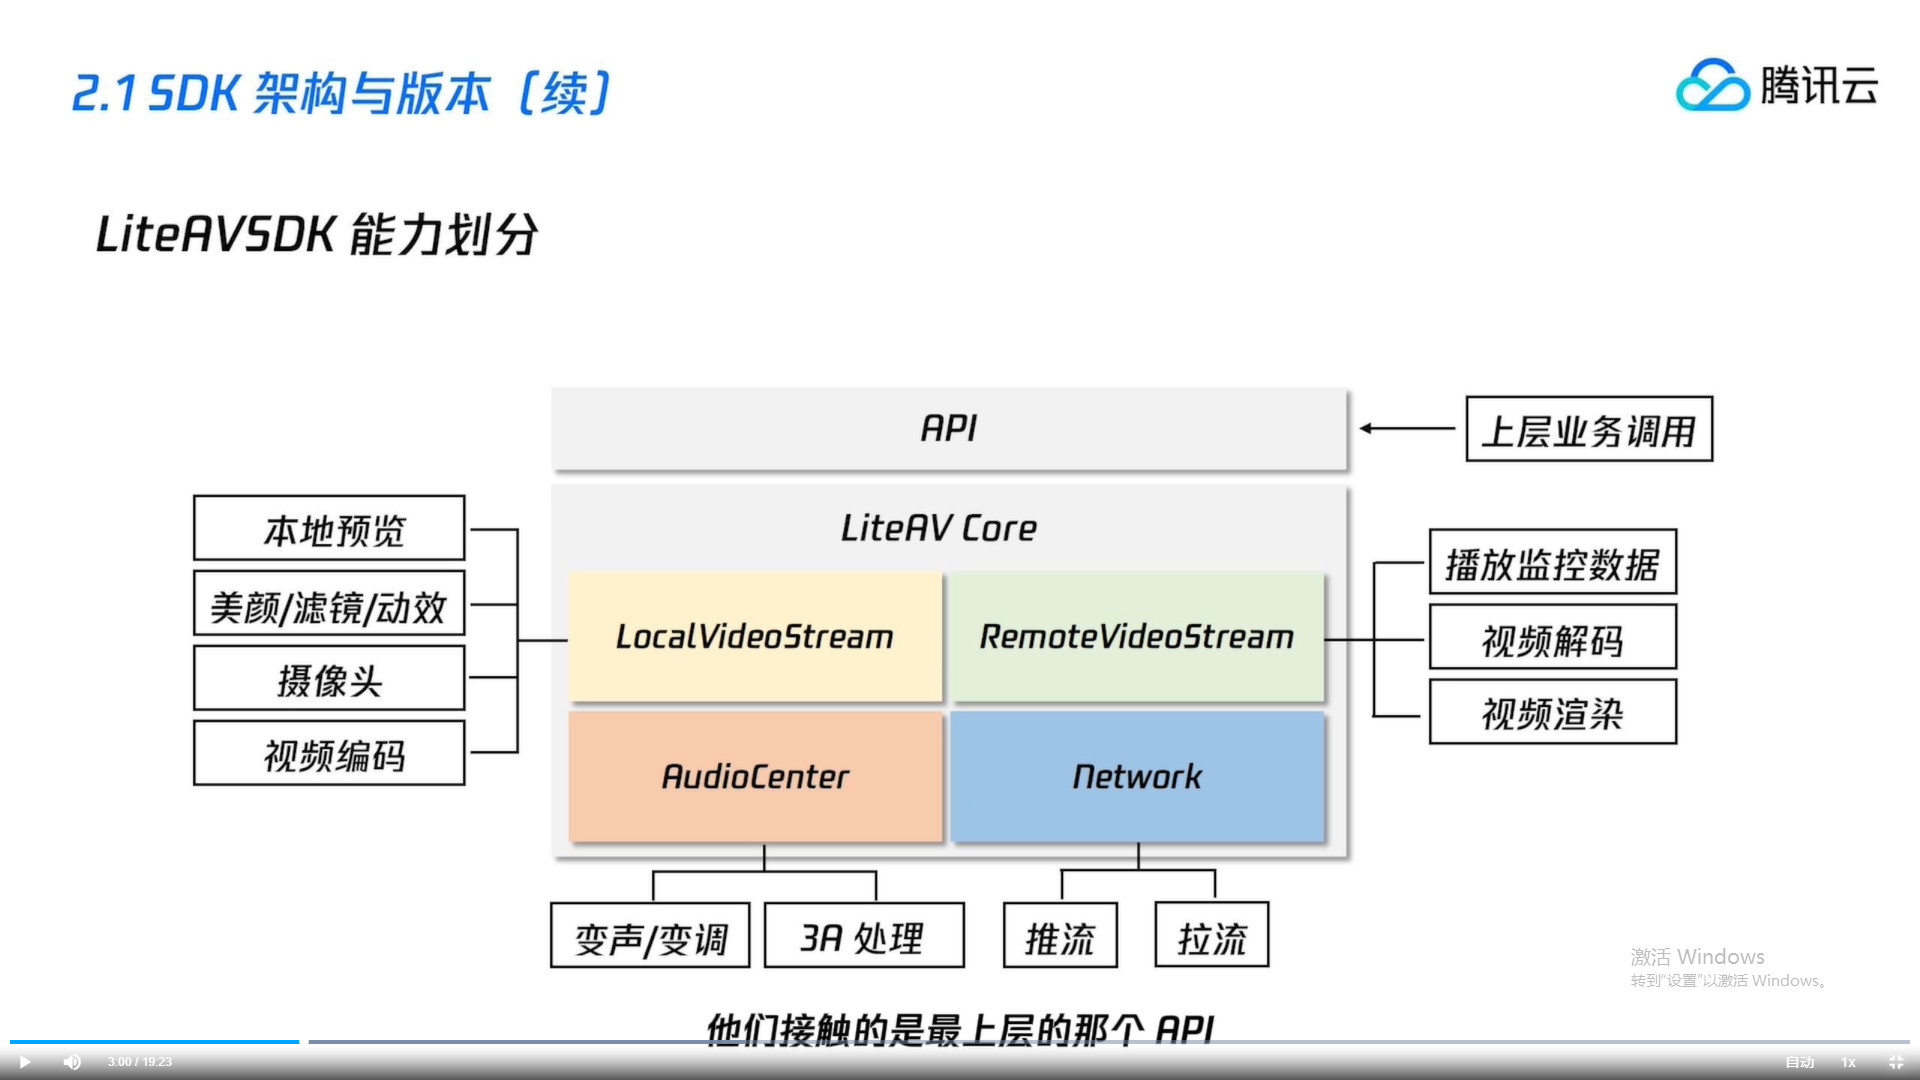 2.1 SDK 架构与版本（续）
腾讯云
LiteAVSDK 能力划分
API
上层业务调用
LiteAV Core
本地预览
美颜/滤镜/动效
摄像头
视频编码
LocalVideoStream
RemoteVideoStream
播放监控数据
视频解码
视频渲染
AudioCenter
Network
变声/变调
3A 处理
推流
拉流
激活 Windows
转到“设置”以激活 Windows。
他们接触的是最上层的那个 API
3:00 / 19:23
自动
1x